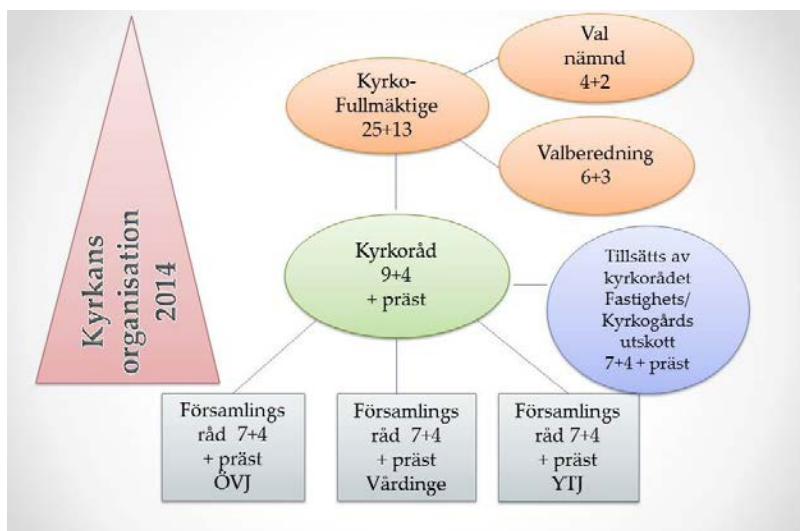 Kyrkans
organisation
2014
Kyrko-
Fullmäktige
25+13
Val
nämnd
4+2
Valberedning
6+3
Kyrkoråd
9+4
+ präst
Tillsätts av
kyrkorådet
Fastighets/
Kyrkogårds
utskott
7+4 + präst
Församlings
råd 7+4
+ präst
ÖVJ
Församlings
råd 7+4
+ präst
Vårdinge
Församlings
råd 7+4
+ präst
YTJ